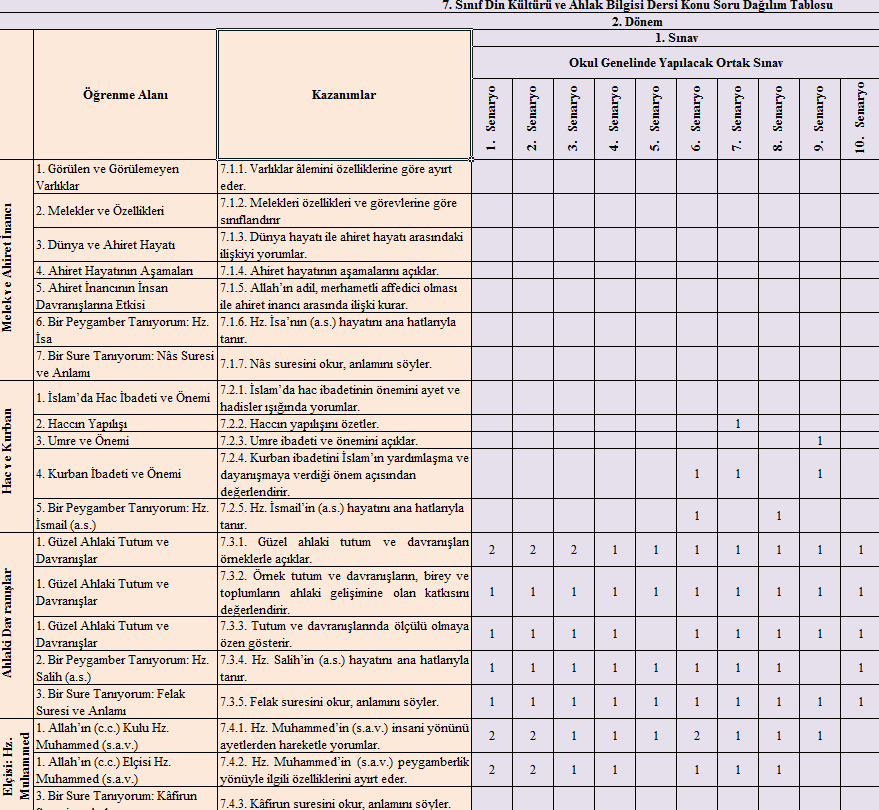 7. Sınıf Din Kültürü ve Ahlak Bilgisi Dersi Konu Soru Dağılım Tablosu
2. Dönem
1. Sınav
Okul Genelinde Yapılacak Ortak Sınav
Öğrenme Alanı
Kazanımlar
1. Senaryo
2. Senaryo
3. Senaryo
4. Senaryo
5. Senaryo
6. Senaryo
7. Senaryo
8. Senaryo
9. Senaryo
10. Senaryo
Melek ve Ahiret İnancı
1. Görülen ve Görülemeyen
Varlıklar
7.1.1. Varlıklar âlemini özelliklerine göre ayırt
eder.
2. Melekler ve Özellikleri
7.1.2. Melekleri özellikleri ve görevlerine göre
sınıflandırır
3. Dünya ve Ahiret Hayatı
7.1.3. Dünya hayatı ile ahiret hayatı arasındaki
ilişkiyi yorumlar.
4. Ahiret Hayatının Aşamaları
7.1.4. Ahiret hayatının aşamalarını açıklar.
5. Ahiret İnancının İnsan
Davranışlarına Etkisi
7.1.5. Allah’ın adil, merhametli affedici olması
ile ahiret inancı arasında ilişki kurar.
6. Bir Peygamber Tanıyorum: Hz.
İsa
7.1.6. Hz. İsa’nın (a.s.) hayatını ana hatlarıyla
tanır.
7. Bir Sure Tanıyorum: Nâs Suresi
ve Anlamı
7.1.7. Nâs suresini okur, anlamını söyler.
Hac ve Kurban
1. İslam’da Hac İbadeti ve Önemi
7.2.1. İslam’da hac ibadetinin önemini ayet ve
hadisler ışığında yorumlar.
2. Haccın Yapılışı
7.2.2. Haccın yapılışını özetler.
1
3. Umre ve Önemi
7.2.3. Umre ibadeti ve önemini açıklar.
1
4. Kurban İbadeti ve Önemi
7.2.4. Kurban ibadetini İslam’ın yardımlaşma ve
dayanışmaya verdiği önem açısından
değerlendirir.
1 1 1
5. Bir Peygamber Tanıyorum: Hz.
İsmail (a.s.)
7.2.5. Hz. İsmail’in (a.s.) hayatını ana hatlarıyla
tanır.
1 1
Ahlaki Davranışlar
1. Güzel Ahlaki Tutum ve
Davranışlar
7.3.1. Güzel ahlaki tutum ve davranışları
örneklerle açıklar.
2 2 2 1 1 1 1 1 1 1
1. Güzel Ahlaki Tutum ve
Davranışlar
7.3.2. Örnek tutum ve davranışların, birey ve
toplumların ahlaki gelişimine olan katkısını
değerlendirir.
1 1 1 1 1 1 1 1 1 1
1. Güzel Ahlaki Tutum ve
Davranışlar
7.3.3. Tutum ve davranışlarında ölçülü olmaya
özen gösterir.
1 1 1 1 1 1 1 1 1
2. Bir Peygamber Tanıyorum: Hz.
Salih (a.s.)
7.3.4. Hz. Salih’in (a.s.) hayatını ana hatlarıyla
tanır.
1 1 1 1 1 1 1 1 1
3. Bir Sure Tanıyorum: Felak
Suresi ve Anlamı
7.3.5. Felak suresini okur, anlamını söyler.
1 1 1 1 1 1 1 1 1 1
Elçisi: Hz.
Muhammed
1. Allah’ın (c.c.) Kulu Hz.
Muhammed (s.a.v.)
7.4.1. Hz. Muhammed’in (s.a.v.) insani yönünü
ayetlerden hareketle yorumlar.
2 2 1 1 1 2 1 1 1
1. Allah’ın (c.c.) Elçisi Hz.
Muhammed (s.a.v.)
7.4.2. Hz. Muhammed’in (s.a.v.) peygamberlik
yönüyle ilgili özelliklerini ayırt eder.
2 2 1 1 1 1 1
3. Bir Sure Tanıyorum: Kâfirun
7.4.3. Kâfirun suresini okur, anlamını söyler.